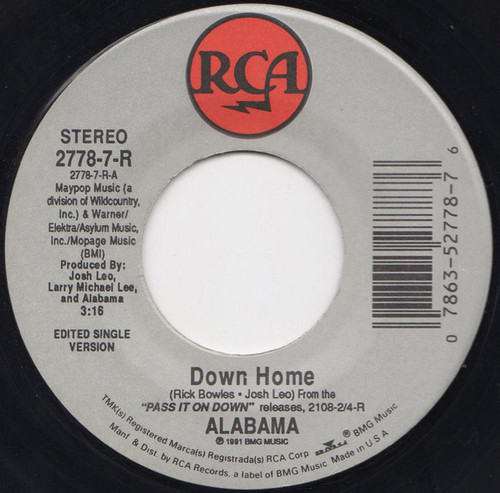 RCA
STEREO
2778-7-R
2778-7-R-A
Maypop Music (a
division of Wildcountry,
Inc.) & Warner/
Elektra/Asylum Music,
Inc./Mopage Music
(BMI)
Produced By:
Josh Leo,
Larry Michael Lee,
and Alabama
3:16
EDITED SINGLE
VERSION
0 7863-52778-7 6
Down Home
(Rick Bowles • Josh Leo) From the
"PASS IT ON DOWN" releases, 2108-2/4-R
ALABAMA
℗ 1991 BMG MUSIC
TMK(s) Registered Marca(s) Registrada(s) RCA Corp BMG ® BMG Music
Manf. & Dist. by RCA Records, a label of BMG Music Made in U S A